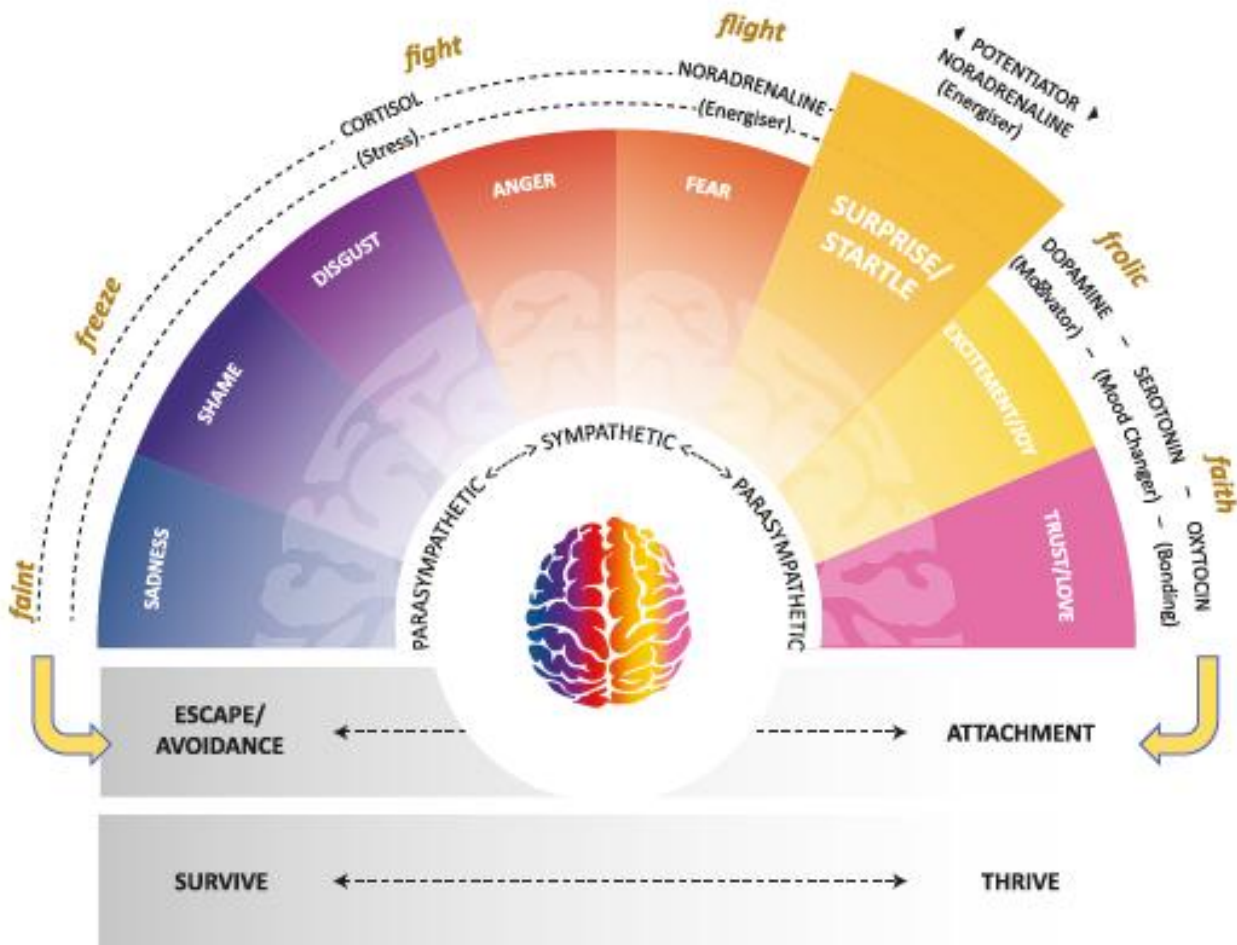 fight
flight
◄ POTENTIATOR
NORADRENALINE ►
(Energiser)
CORTISOL
(Stress)
NORADRENALINE
(Energiser)
freeze
frolic
faith
faint
DOPAMINE – SEROTONIN – OXYTOCIN
(Mo☒vator) – (Mood Changer) – (Bonding)
SADNESS
SHAME
DISGUST
ANGER
FEAR
SURPRISE/
STARTLE
EXCITEMENT/JOY
TRUST/LOVE
PARASYMPATHETIC <-----> SYMPATHETIC <-----> PARASYMPATHETIC
ESCAPE/
AVOIDANCE
ATTACHMENT
SURVIVE
THRIVE